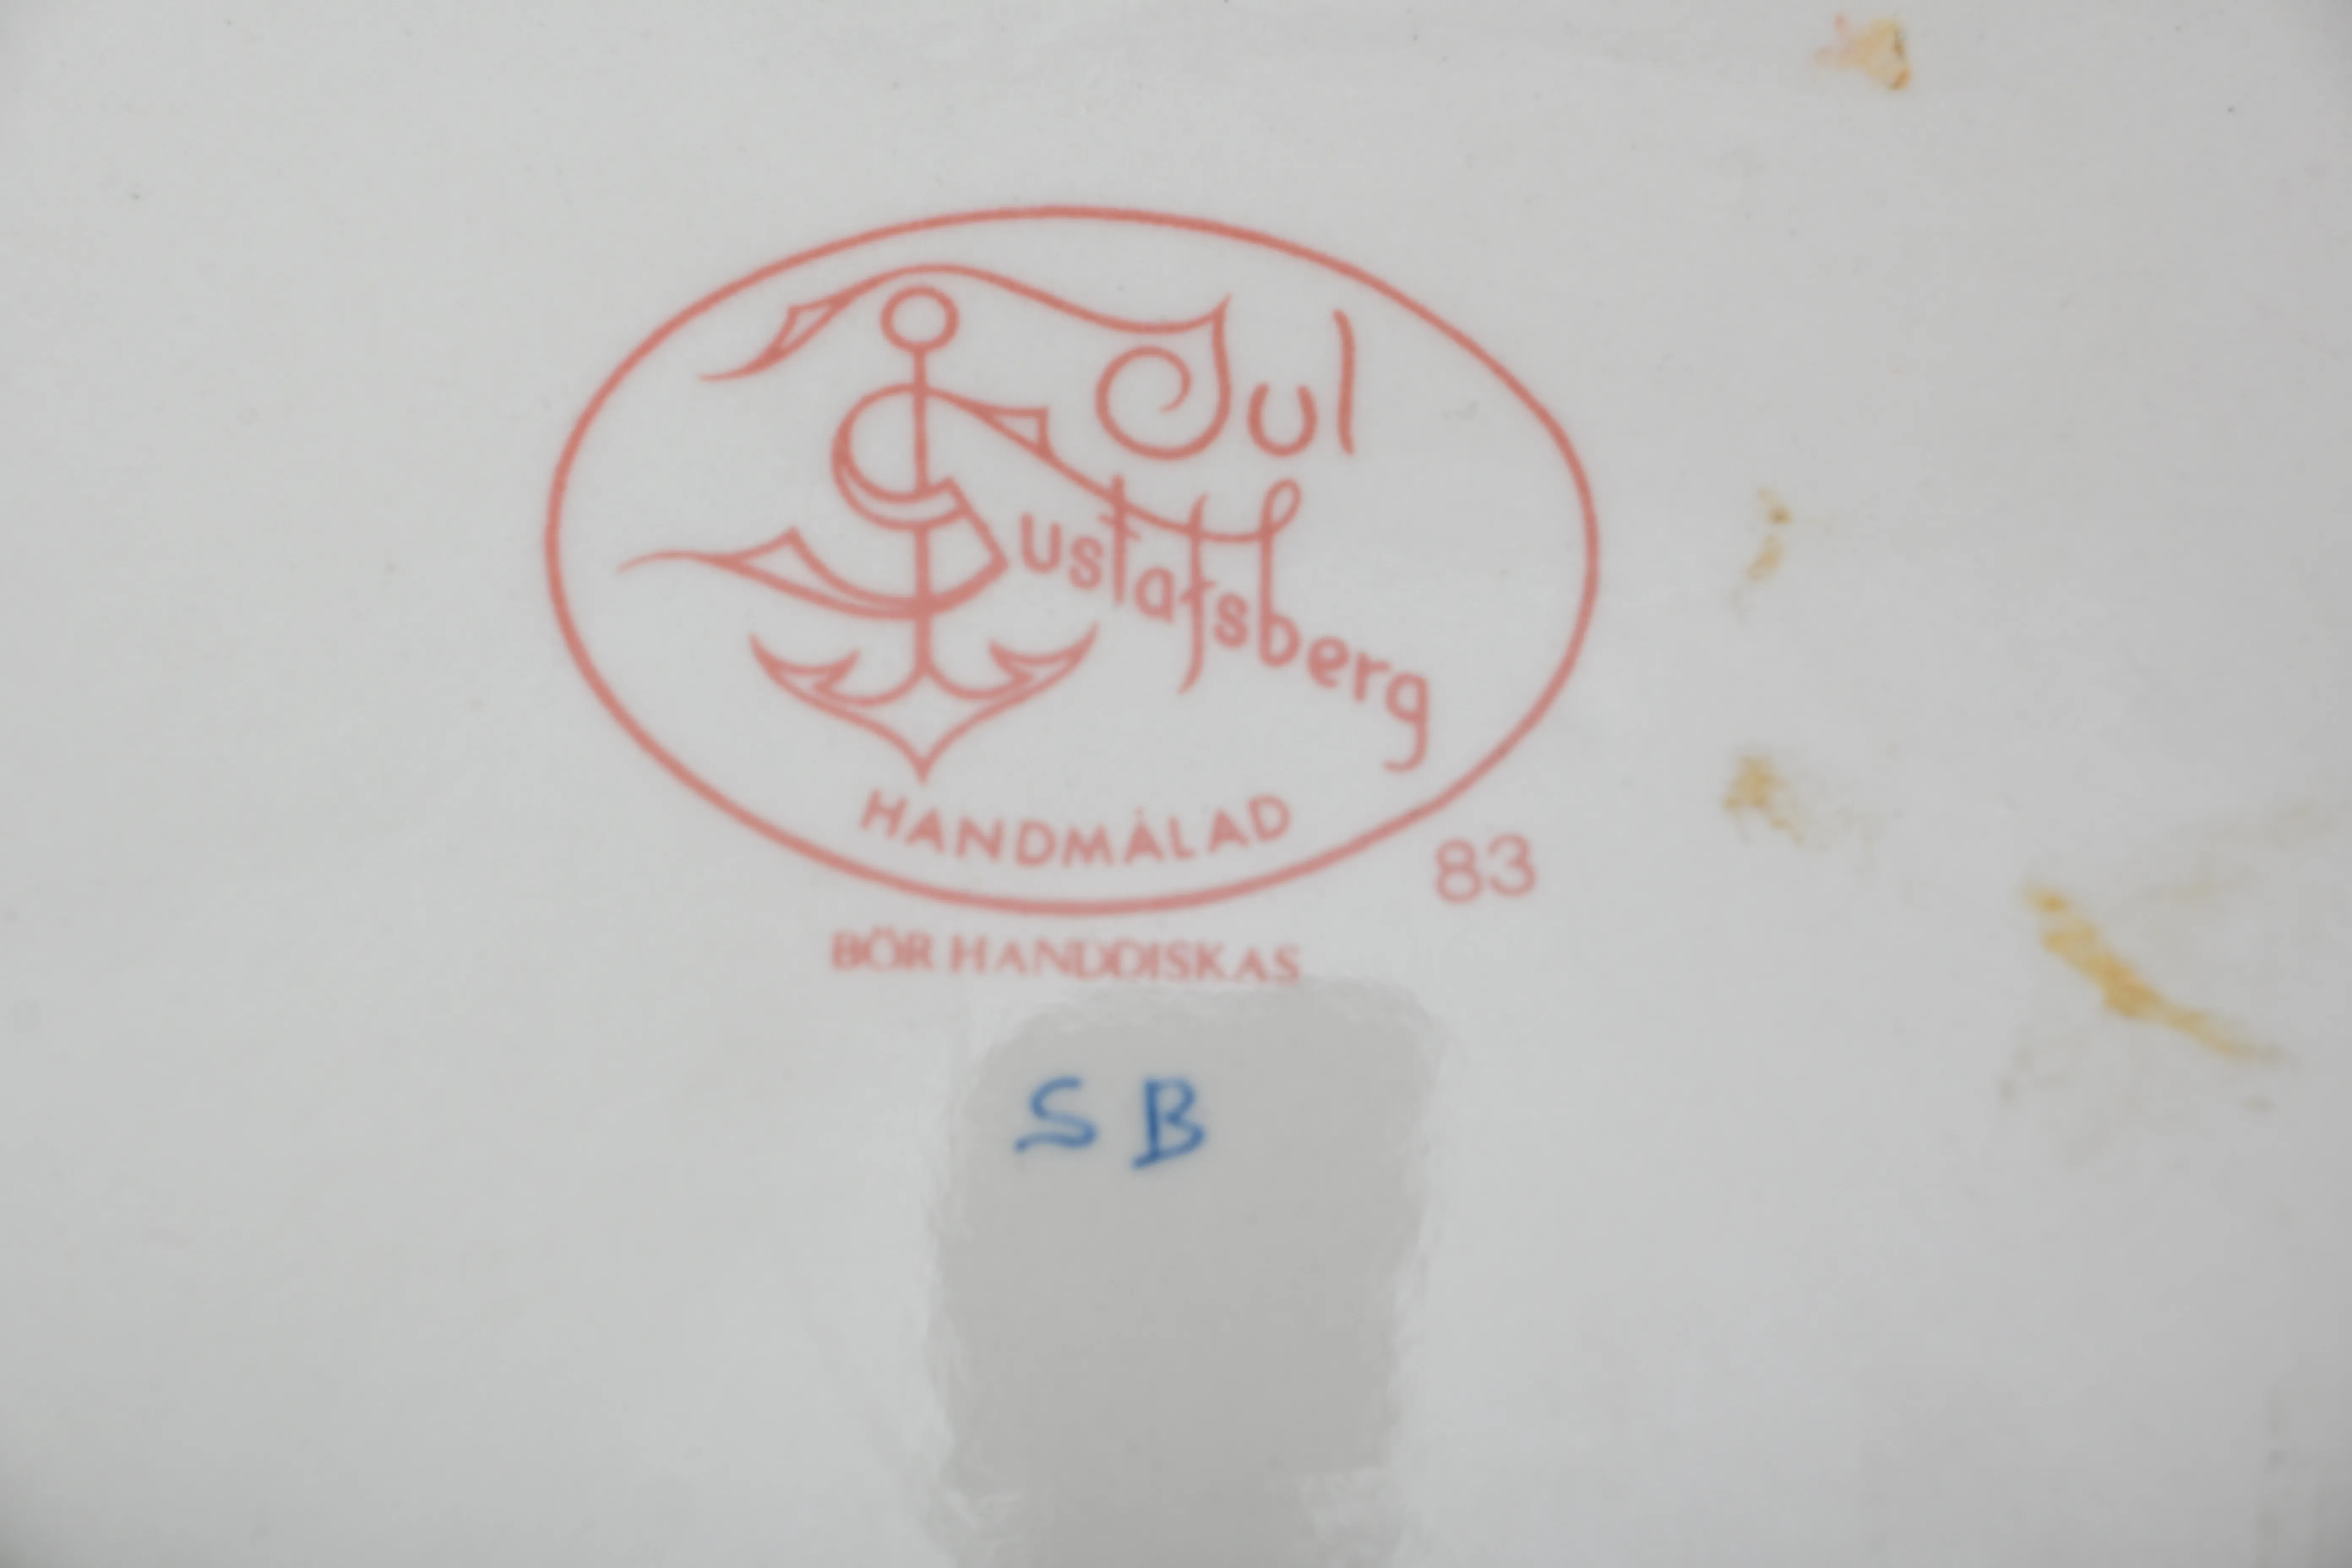 Jul
Gustafsberg
HANDMÅLAD
83
BÖR HANDDISKAS
SB